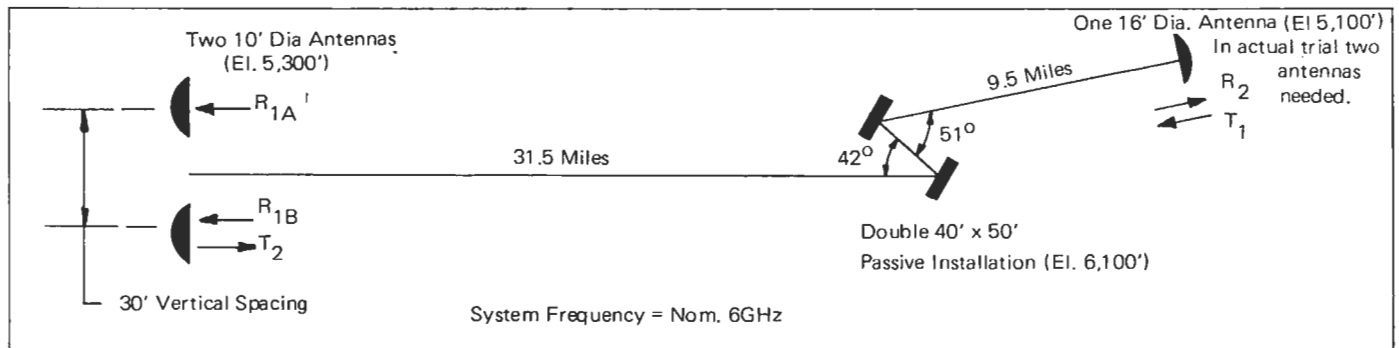 Two 10' Dia Antennas
(El. 5,300')
R1A'
R1B
T2
30' Vertical Spacing
31.5 Miles
System Frequency = Nom. 6GHz
42°
51°
Double 40' x 50'
Passive Installation (El. 6,100')
9.5 Miles
One 16' Dia. Antenna (El 5,100')
In actual trial two
antennas
needed.
R2
T1